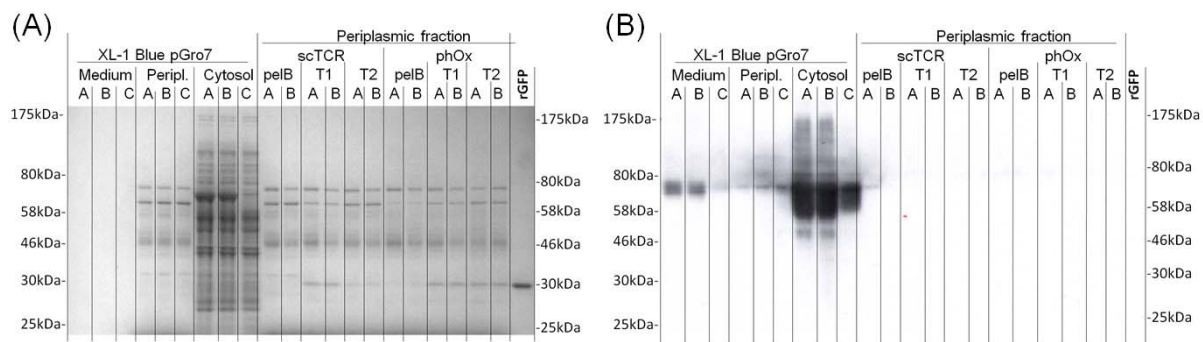 (A)
Periplasmic fraction
XL-1 Blue pGro7 scTCR phOx
Medium Peripl. Cytosol pelB T1 T2 pelB T1 T2 rGFP
A B C A B C A B C A B A B A B A B A B A B
175kDa- -175kDa
80kDa- -80kDa
58kDa- -58kDa
46kDa- -46kDa
30kDa- -30kDa
25kDa- -25kDa
(B)
Periplasmic fraction
XL-1 Blue pGro7 scTCR phOx
Medium Peripl. Cytosol pelB T1 T2 pelB T1 T2 rGFP
A B C A B C A B C A B A B A B A B A B A B
175kDa- -175kDa
80kDa- -80kDa
58kDa- -58kDa
46kDa- -46kDa
30kDa- -30kDa
25kDa- -25kDa